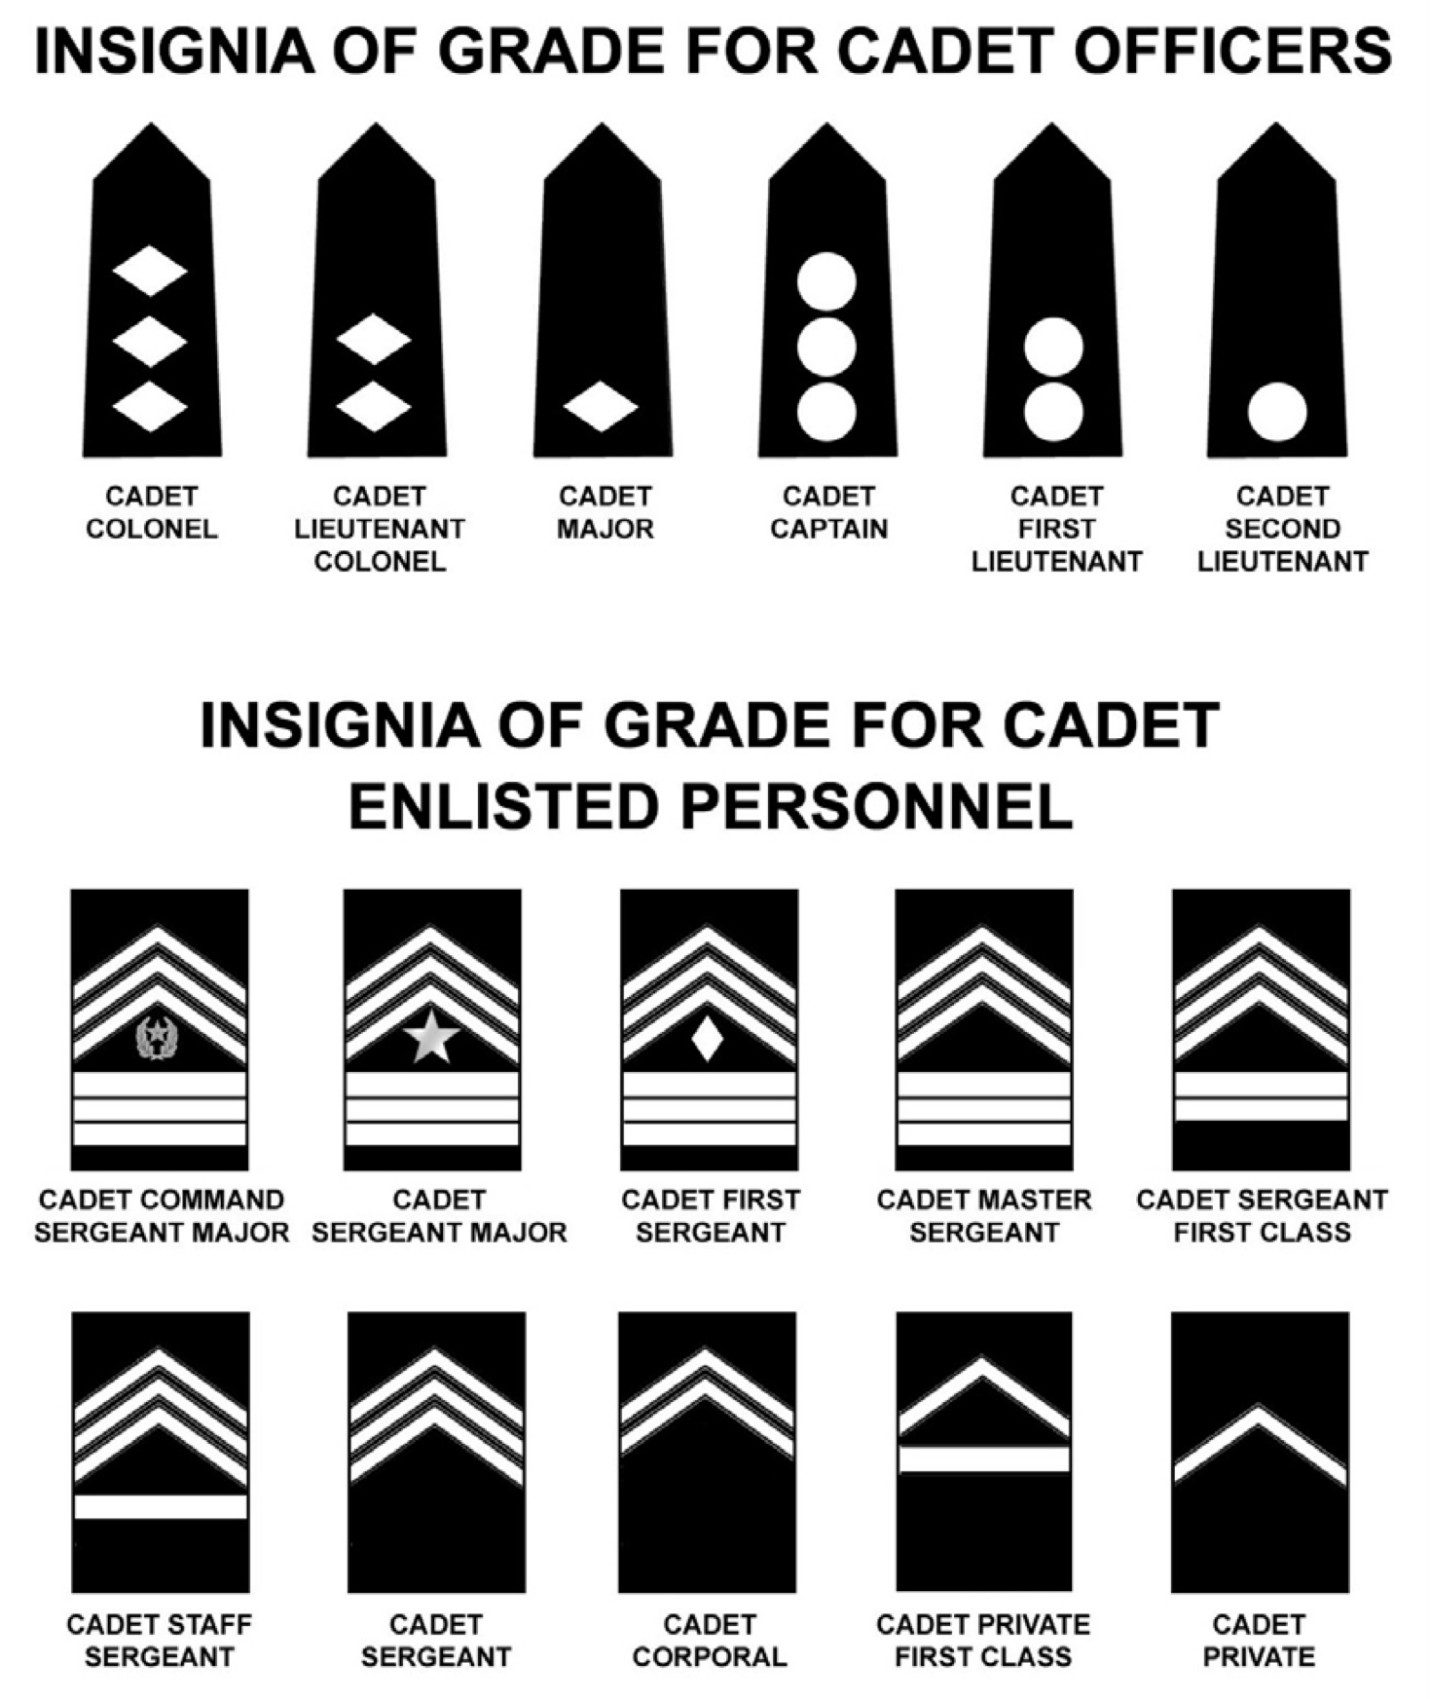 INSIGNIA OF GRADE FOR CADET OFFICERS
CADET
COLONEL
CADET
LIEUTENANT
COLONEL
CADET
MAJOR
CADET
CAPTAIN
CADET
FIRST
LIEUTENANT
CADET
SECOND
LIEUTENANT
INSIGNIA OF GRADE FOR CADET
ENLISTED PERSONNEL
CADET COMMAND
SERGEANT MAJOR
CADET
SERGEANT MAJOR
CADET FIRST
SERGEANT
CADET MASTER
SERGEANT
CADET SERGEANT
FIRST CLASS
CADET STAFF
SERGEANT
CADET
SERGEANT
CADET
CORPORAL
CADET PRIVATE
FIRST CLASS
CADET
PRIVATE